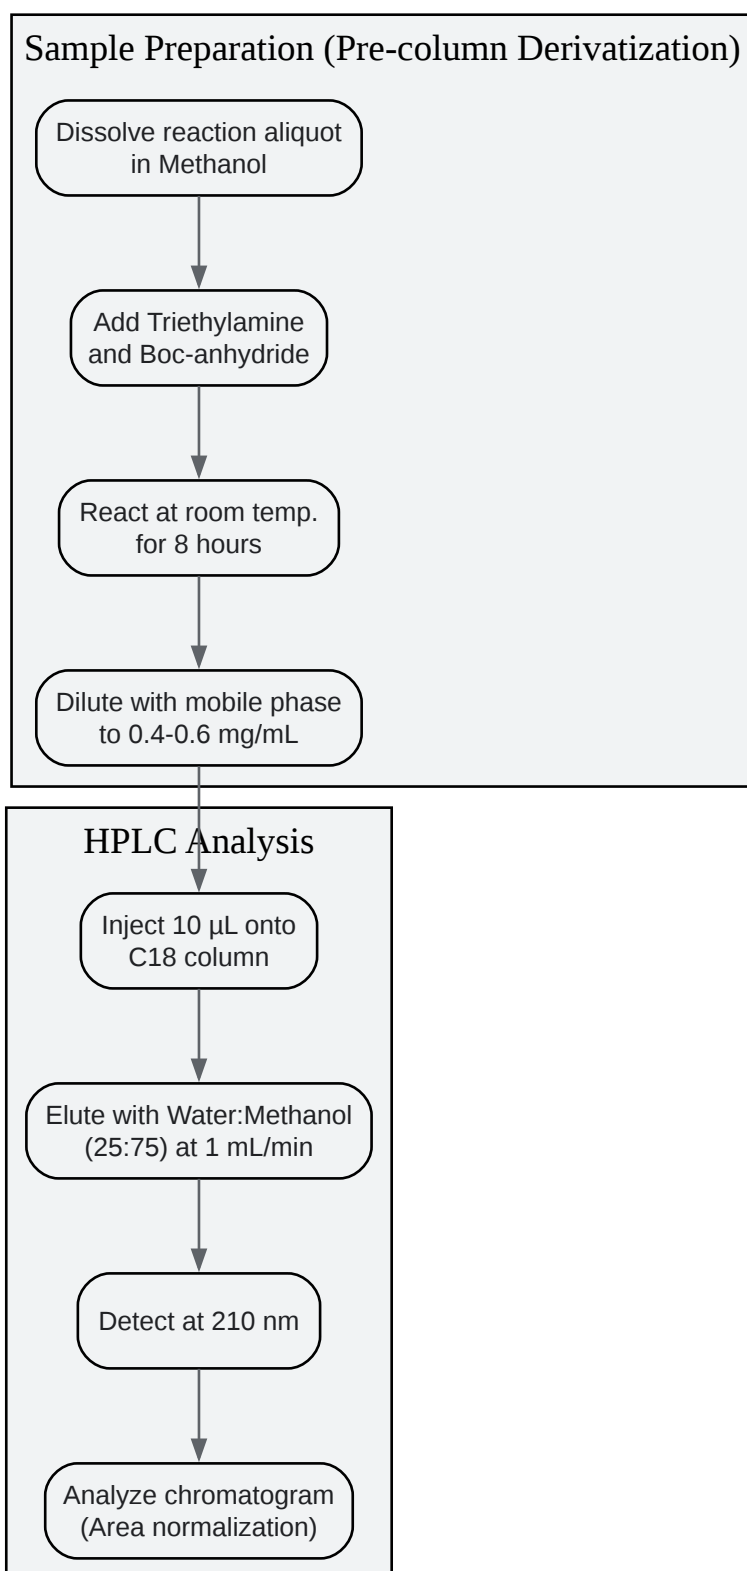 Sample Preparation (Pre-column Derivatization)
Dissolve reaction aliquot
in Methanol
Add Triethylamine
and Boc-anhydride
React at room temp.
for 8 hours
Dilute with mobile phase
to 0.4-0.6 mg/mL
HPLC Analysis
Inject 10 µL onto
C18 column
Elute with Water:Methanol
(25:75) at 1 mL/min
Detect at 210 nm
Analyze chromatogram
(Area normalization)